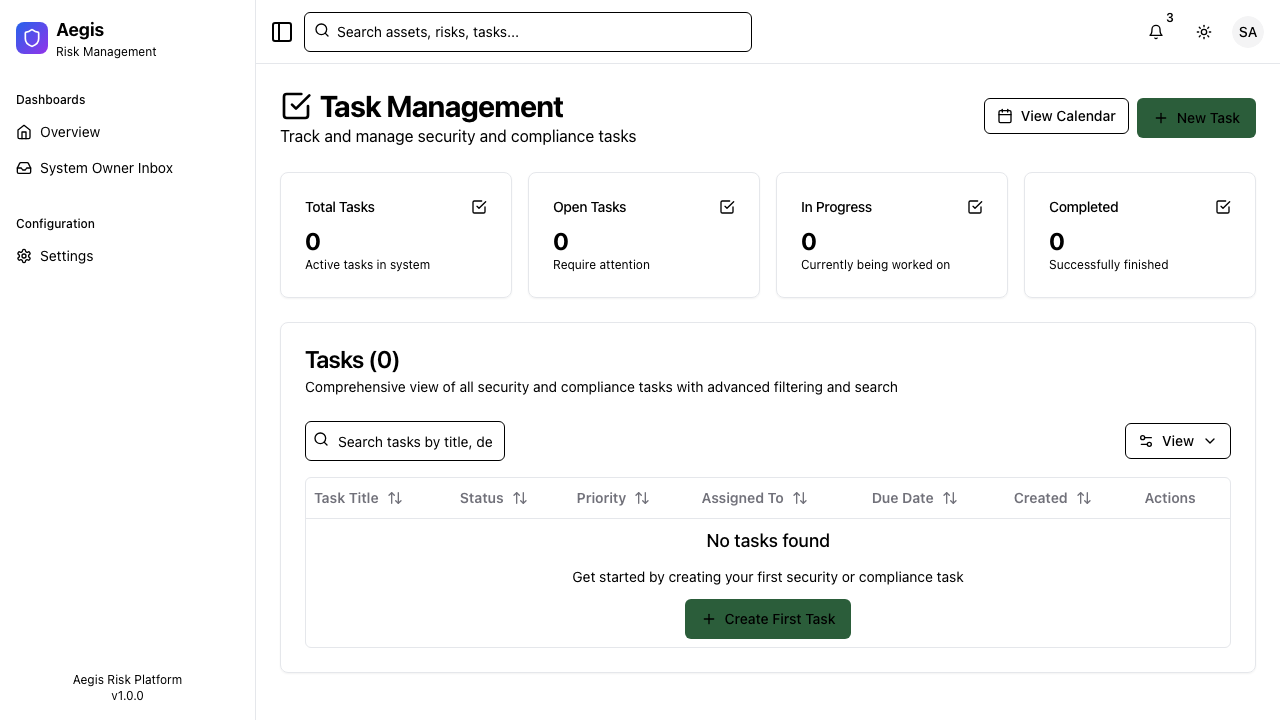 Aegis
Risk Management
Dashboards
Overview
System Owner Inbox
Configuration
Settings
Aegis Risk Platform
v1.0.0
Search assets, risks, tasks...
3
SA
Task Management
Track and manage security and compliance tasks
View Calendar
New Task
Total Tasks
0
Active tasks in system
Open Tasks
0
Require attention
In Progress
0
Currently being worked on
Completed
0
Successfully finished
Tasks (0)
Comprehensive view of all security and compliance tasks with advanced filtering and search
Search tasks by title, de
View
Task Title Status Priority Assigned To Due Date Created Actions
No tasks found
Get started by creating your first security or compliance task
Create First Task